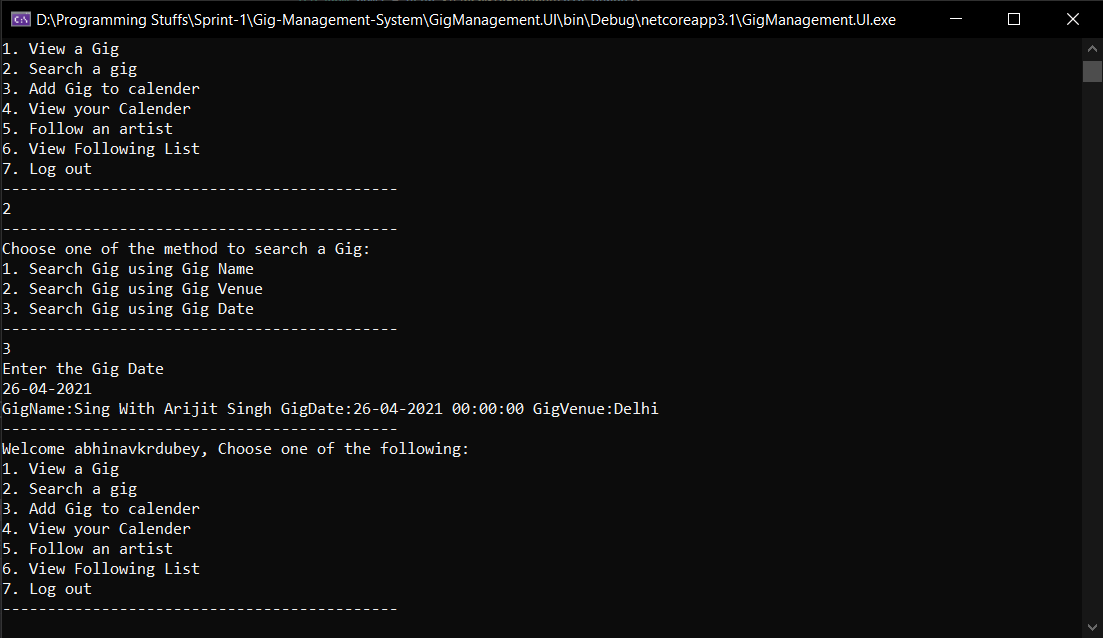 D:\Programming Stuffs\Sprint-1\Gig-Management-System\GigManagement.UI\bin\Debug\netcoreapp3.1\GigManagement.UI.exe
1. View a Gig
2. Search a gig
3. Add Gig to calender
4. View your Calender
5. Follow an artist
6. View Following List
7. Log out
--------------------------------------------
2
--------------------------------------------
Choose one of the method to search a Gig:
1. Search Gig using Gig Name
2. Search Gig using Gig Venue
3. Search Gig using Gig Date
--------------------------------------------
3
Enter the Gig Date
26-04-2021
GigName:Sing With Arijit Singh GigDate:26-04-2021 00:00:00 GigVenue:Delhi
--------------------------------------------
Welcome abhinavkrdubey, Choose one of the following:
1. View a Gig
2. Search a gig
3. Add Gig to calender
4. View your Calender
5. Follow an artist
6. View Following List
7. Log out
--------------------------------------------